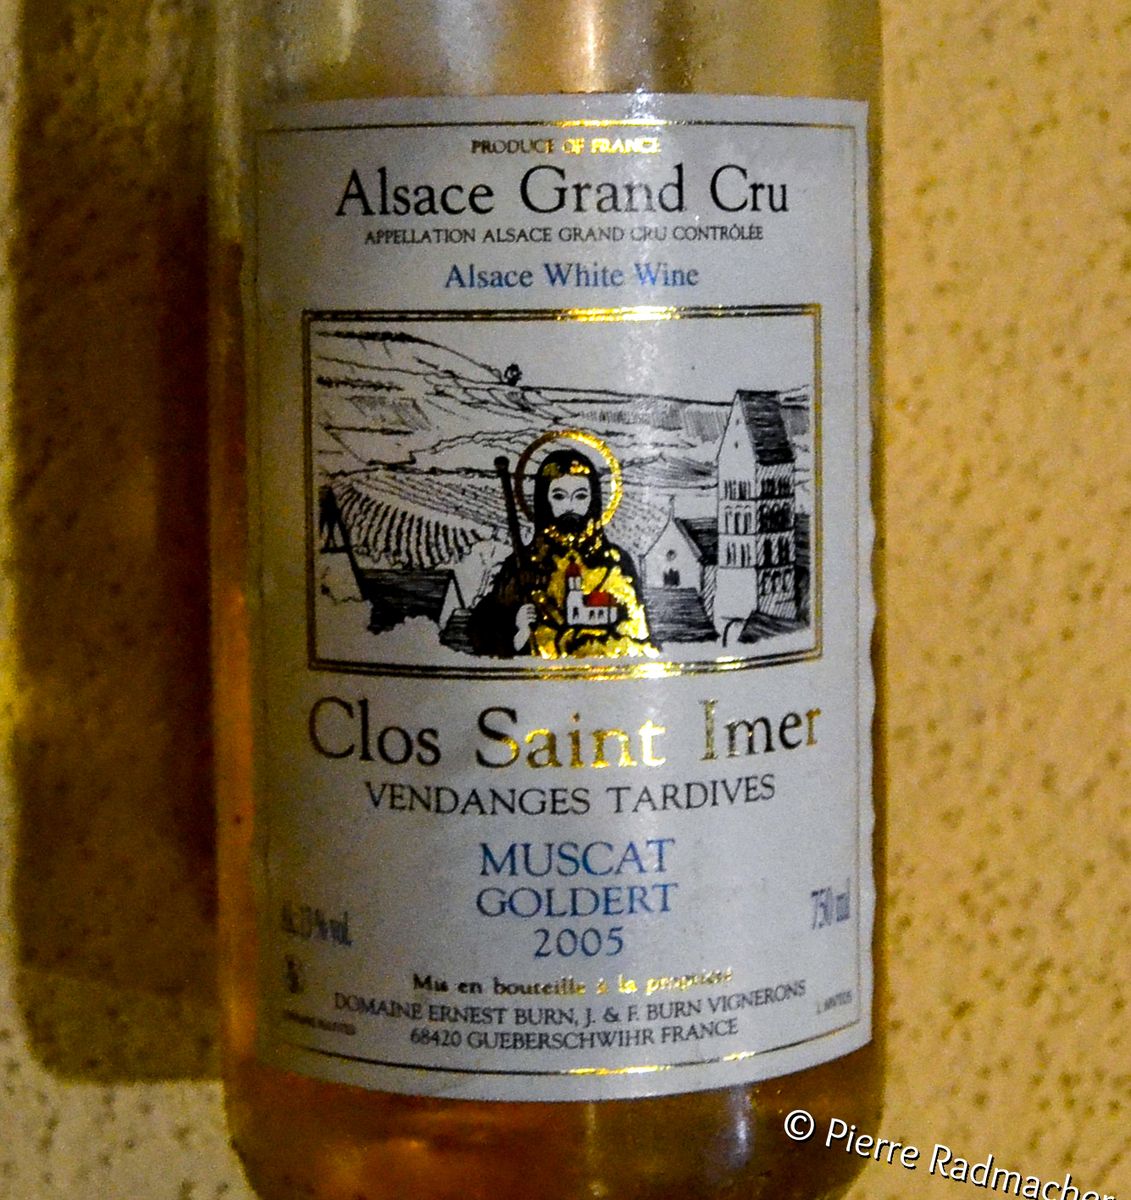 PRODUCE OF FRANCE
Alsace Grand Cru
APPELLATION ALSACE GRAND CRU CONTRÔLÉE
Alsace White Wine
Clos Saint Imer
VENDANGES TARDIVES
MUSCAT
GOLDERT
2005
% vol.
750 ml
Mis en bouteille à la propriété
DOMAINE ERNEST BURN, J. & F. BURN VIGNERONS
68420 GUEBERSCHWIHR FRANCE
© Pierre Radmacher